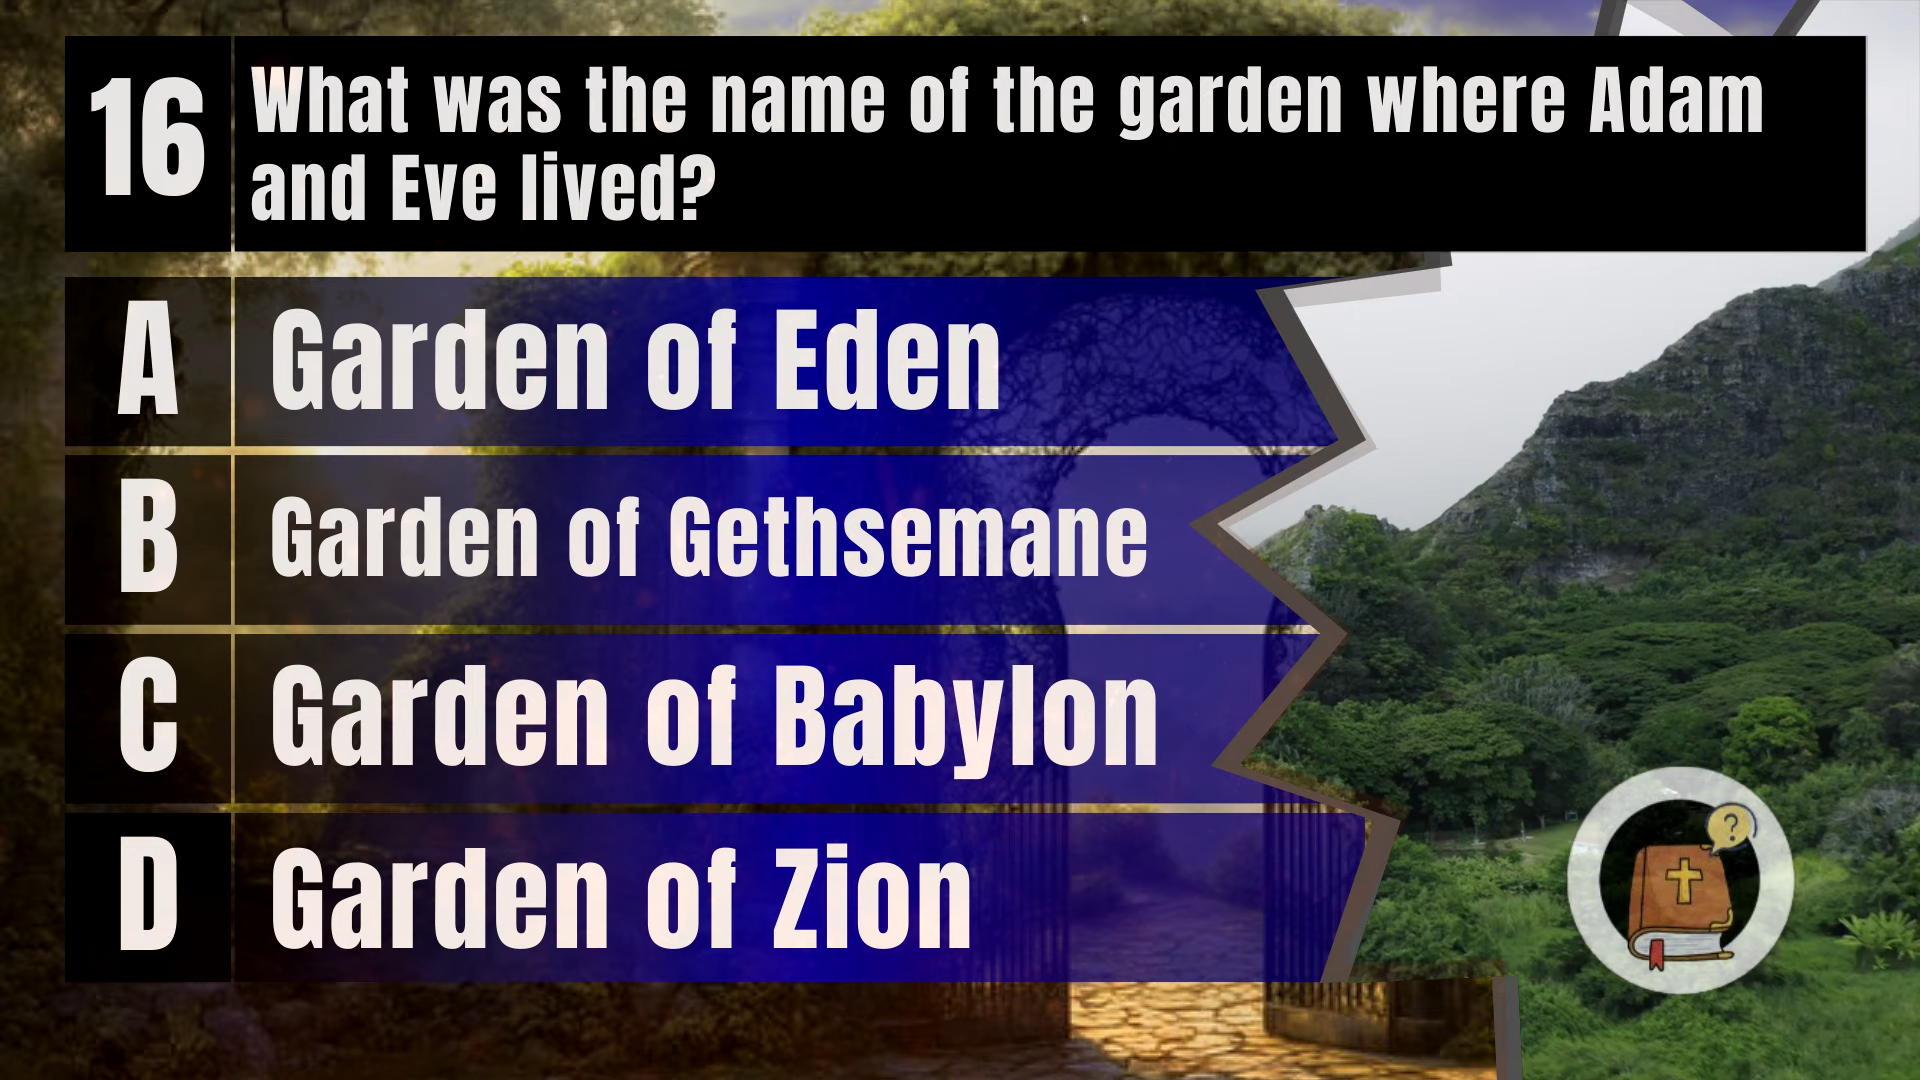 16
What was the name of the garden where Adam
and Eve lived?
A
Garden of Eden
B
Garden of Gethsemane
C
Garden of Babylon
D
Garden of Zion
?